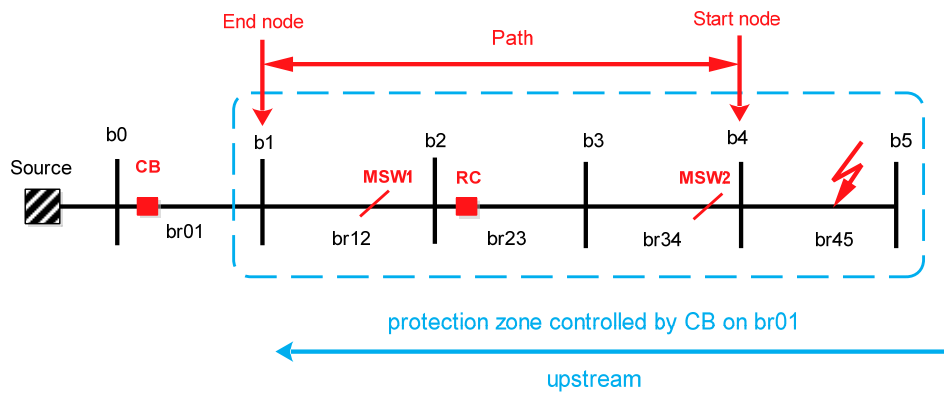 End node
Start node
Path
b0
b1
b2
b3
b4
b5
Source
CB
MSW1
RC
MSW2
br01
br12
br23
br34
br45
protection zone controlled by CB on br01
upstream